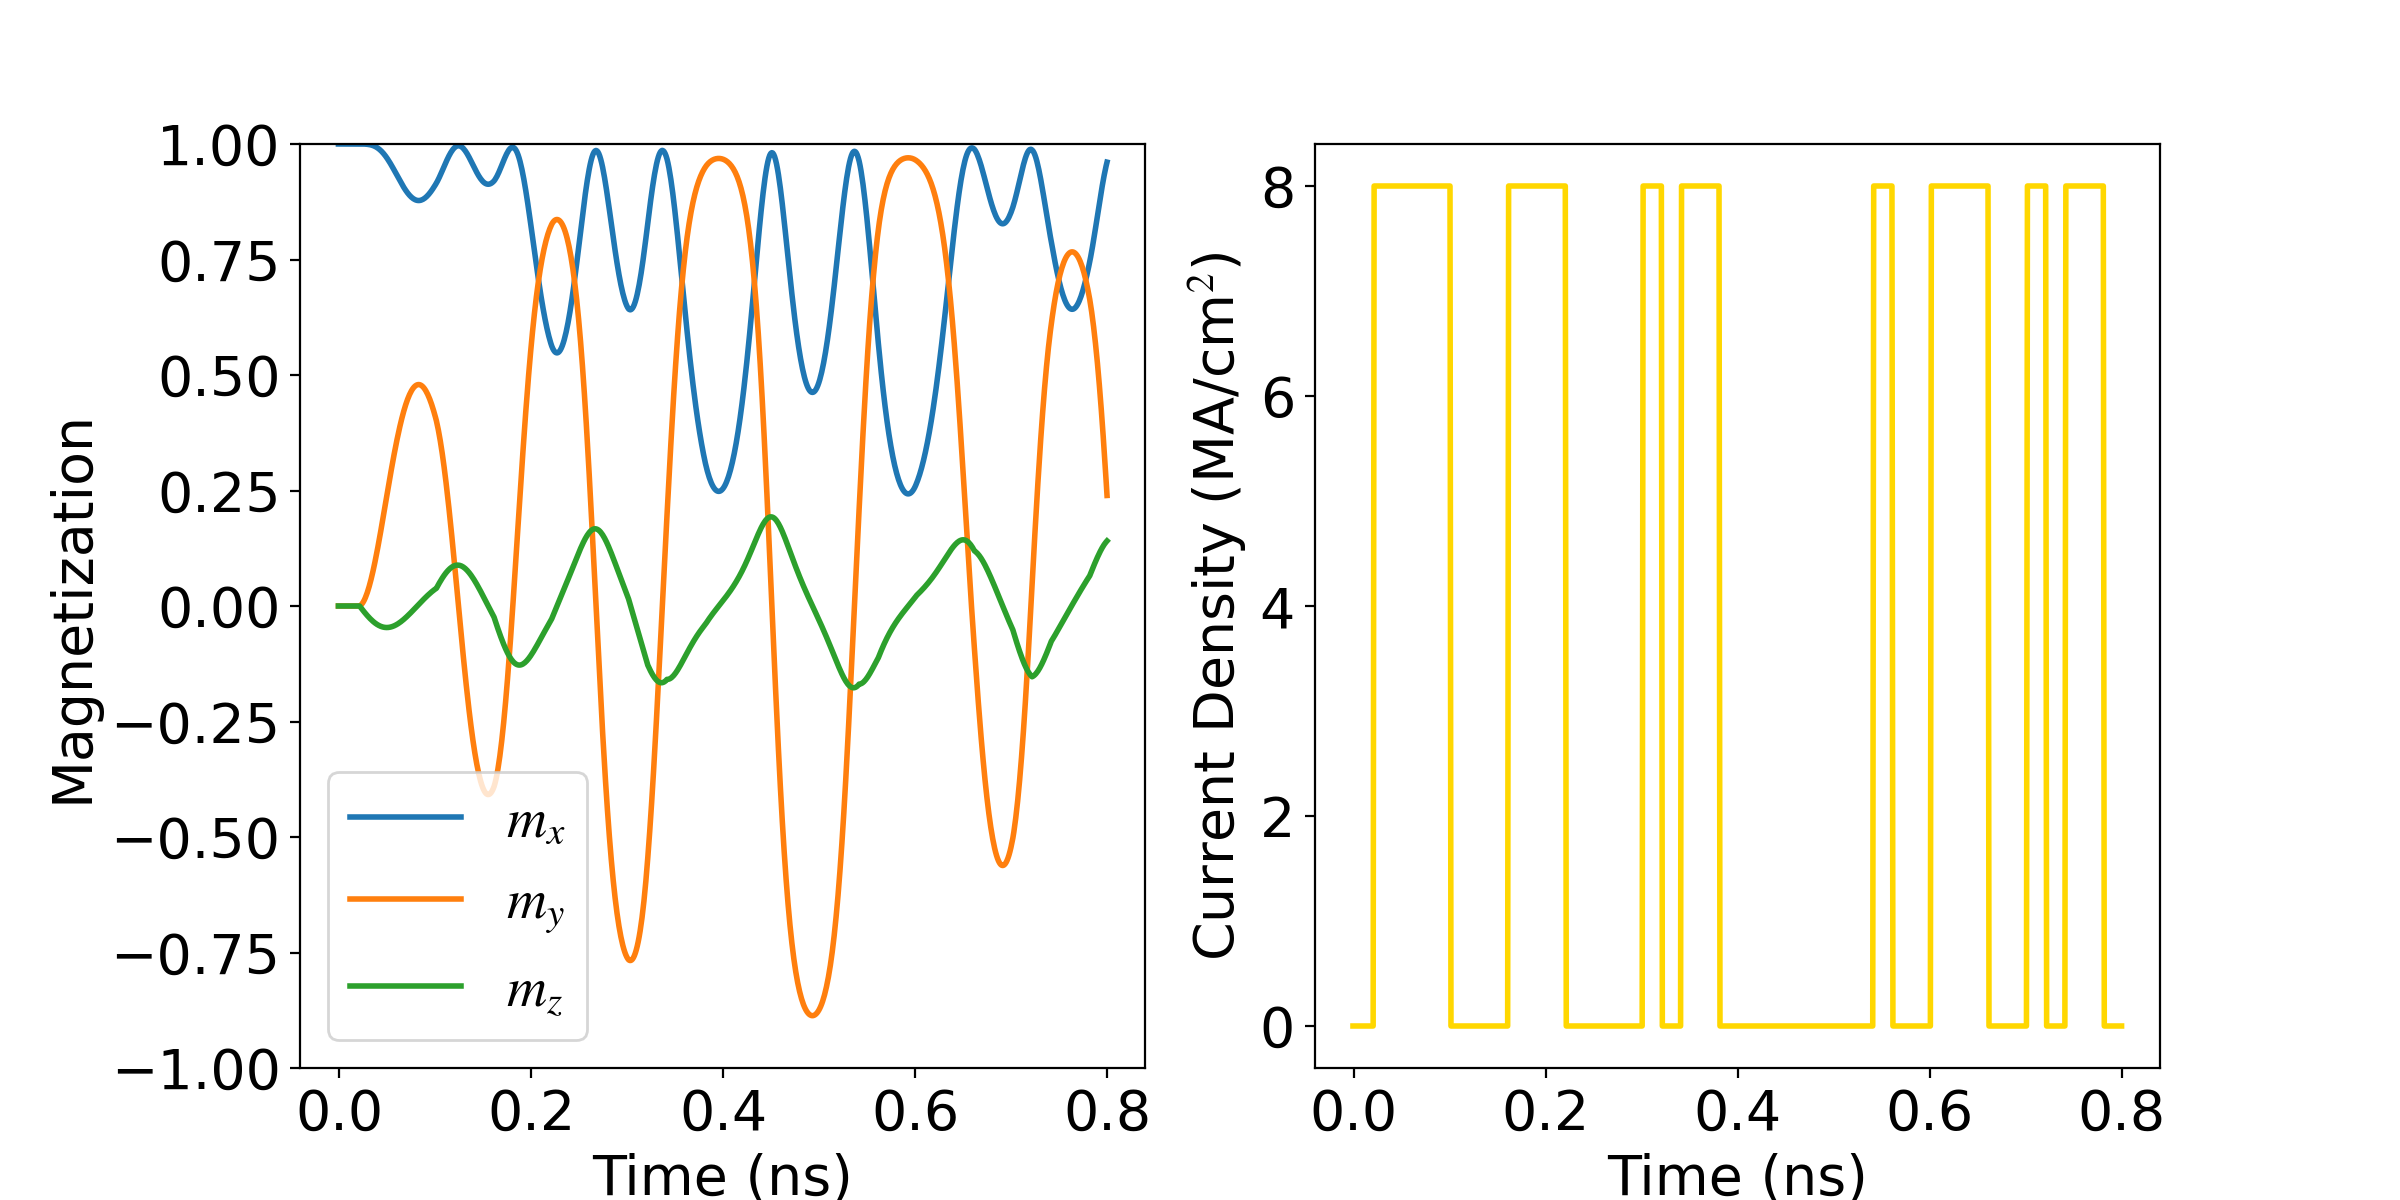 Magnetization
1.00
0.75
0.50
0.25
0.00
−0.25
−0.50
−0.75
−1.00
m_x
m_y
m_z
0.0 0.2 0.4 0.6 0.8
Time (ns)
Current Density (MA/cm²)
8
6
4
2
0
0.0 0.2 0.4 0.6 0.8
Time (ns)